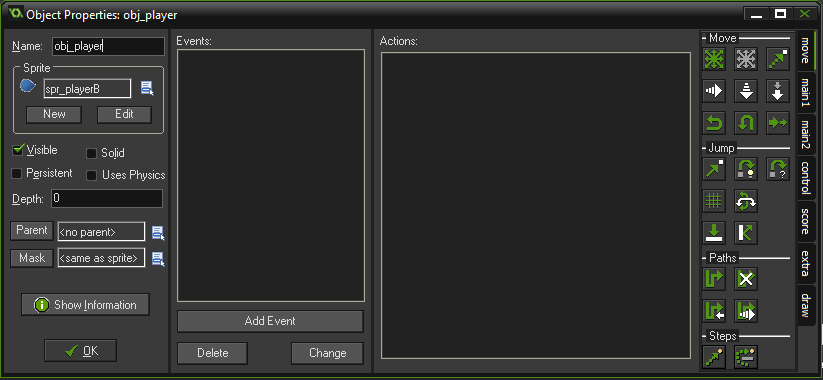 Object Properties: obj_player
Name: obj_player
Sprite
spr_playerB
New Edit
Visible Solid
Persistent Uses Physics
Depth: 0
Parent <no parent>
Mask <same as sprite>
Show Information
OK
Events:
Add Event
Delete Change
Actions:
Move
Jump
Paths
Steps
move
main1
main2
control
score
extra
draw